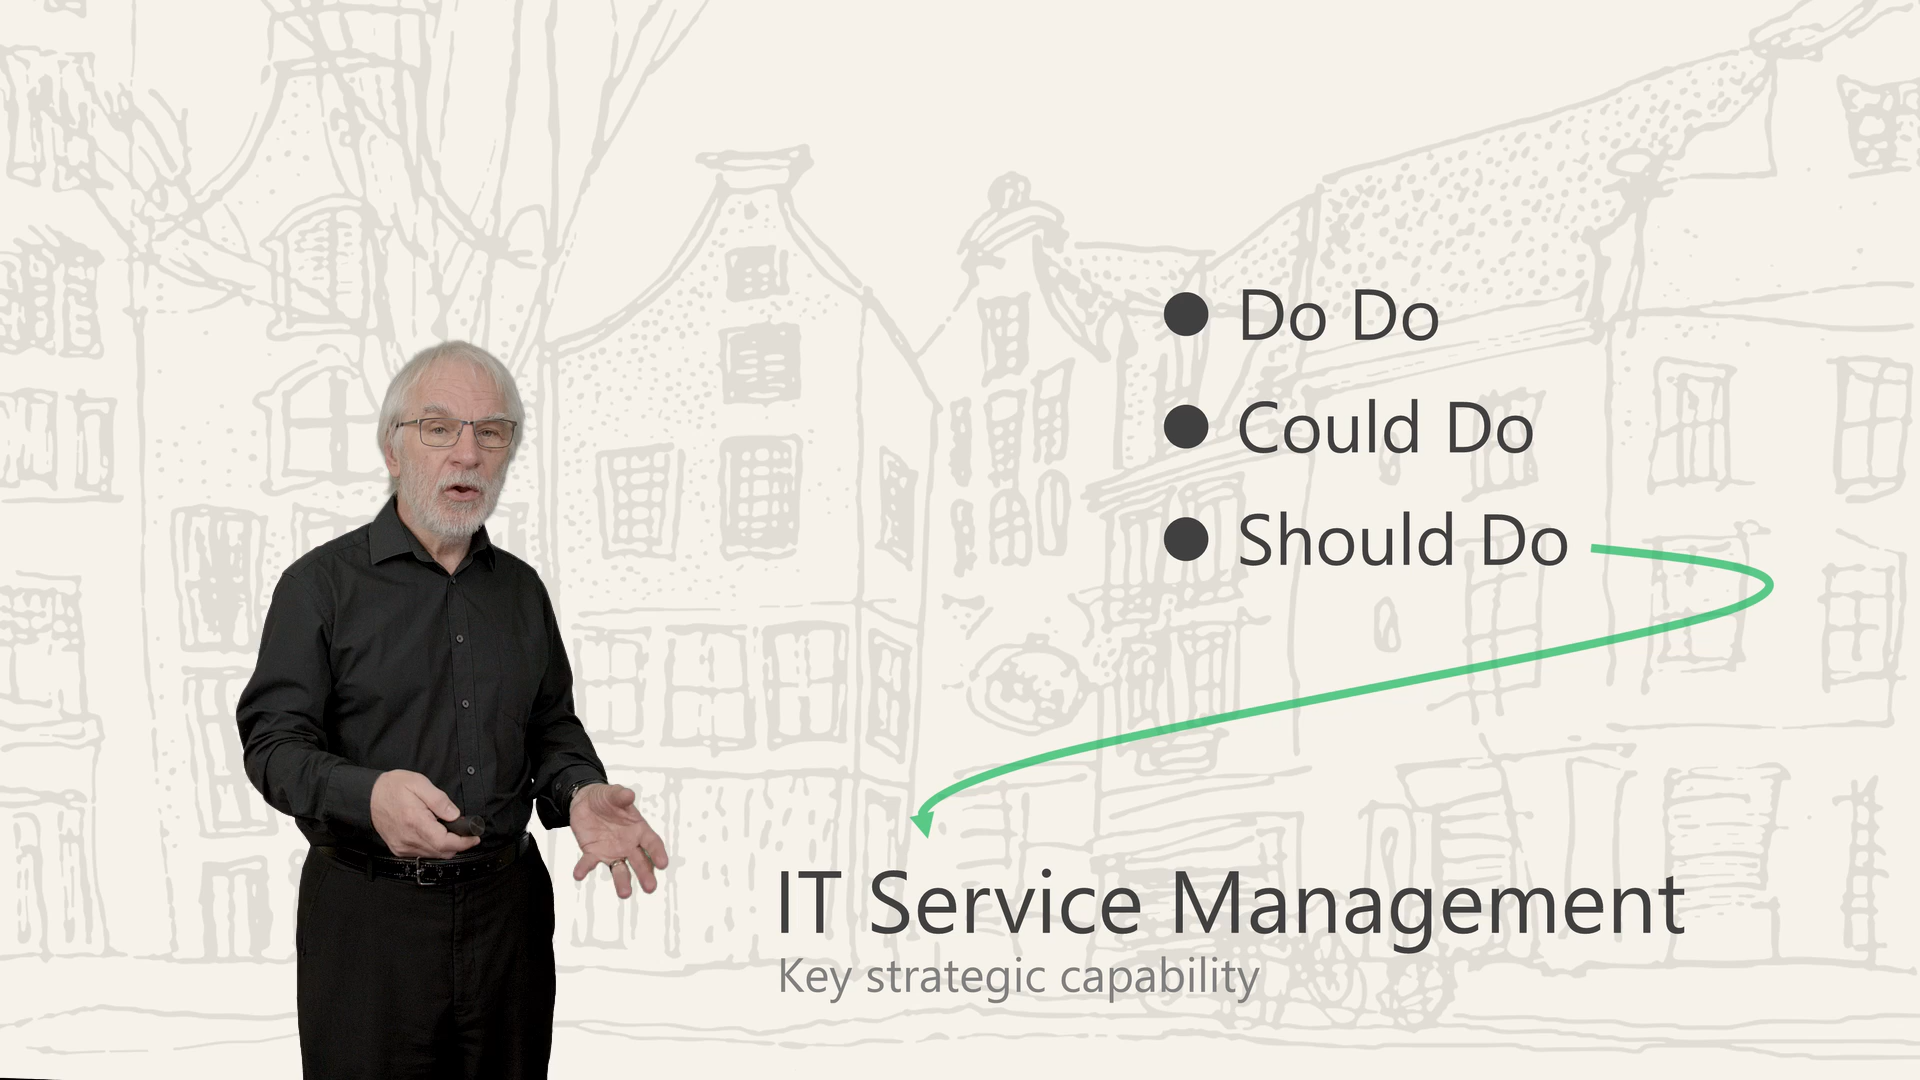 Do Do
Could Do
Should Do
IT Service Management
Key strategic capability